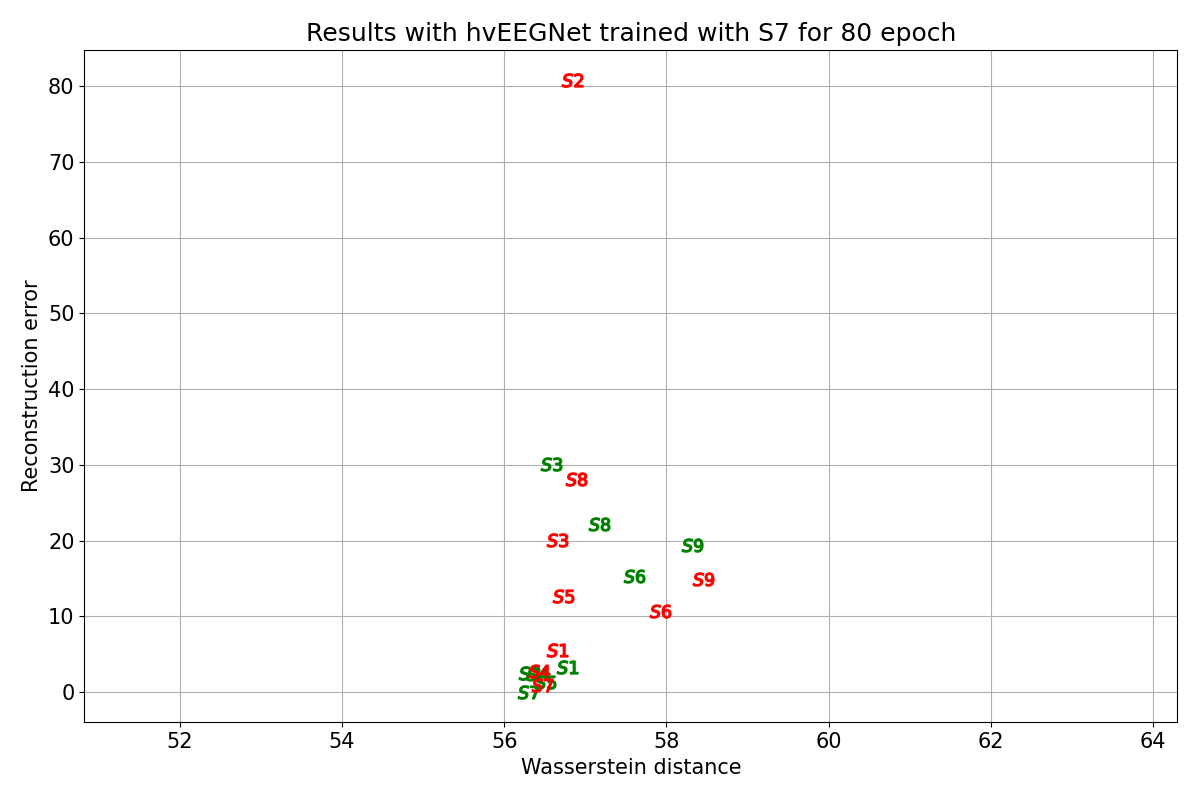 Results with hvEEGNet trained with S7 for 80 epoch
Reconstruction error
80
70
60
50
40
30
20
10
0
S2
S3
S8
S8
S3
S9
S6
S9
S5
S6
S1
S1
S4
S7
S7
52
54
56
58
60
62
64
Wasserstein distance